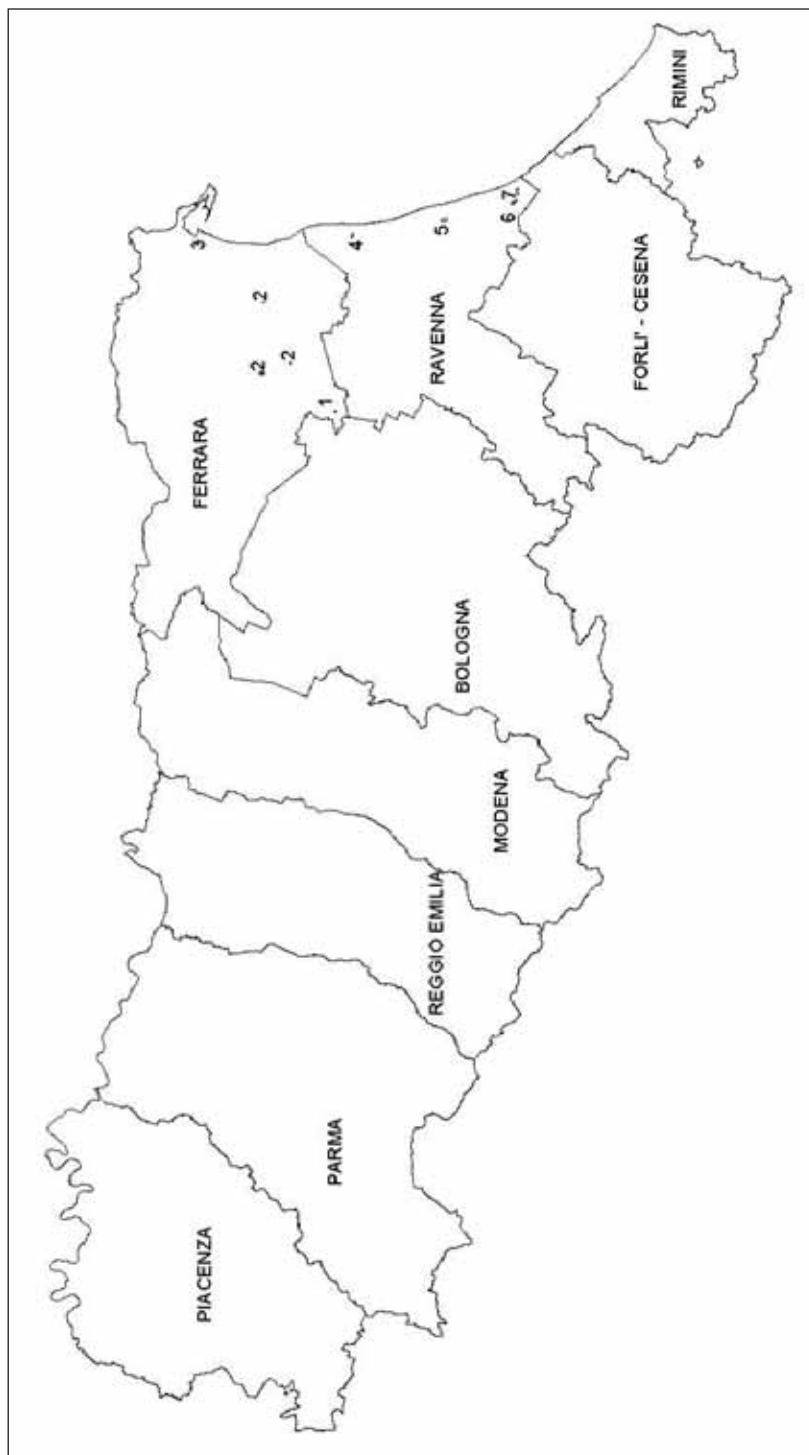 PIACENZA
PARMA
REGGIO EMILIA
MODENA
BOLOGNA
FERRARA
RAVENNA
FORLI' - CESENA
RIMINI
1
2
2
2
3
4
5
6
7